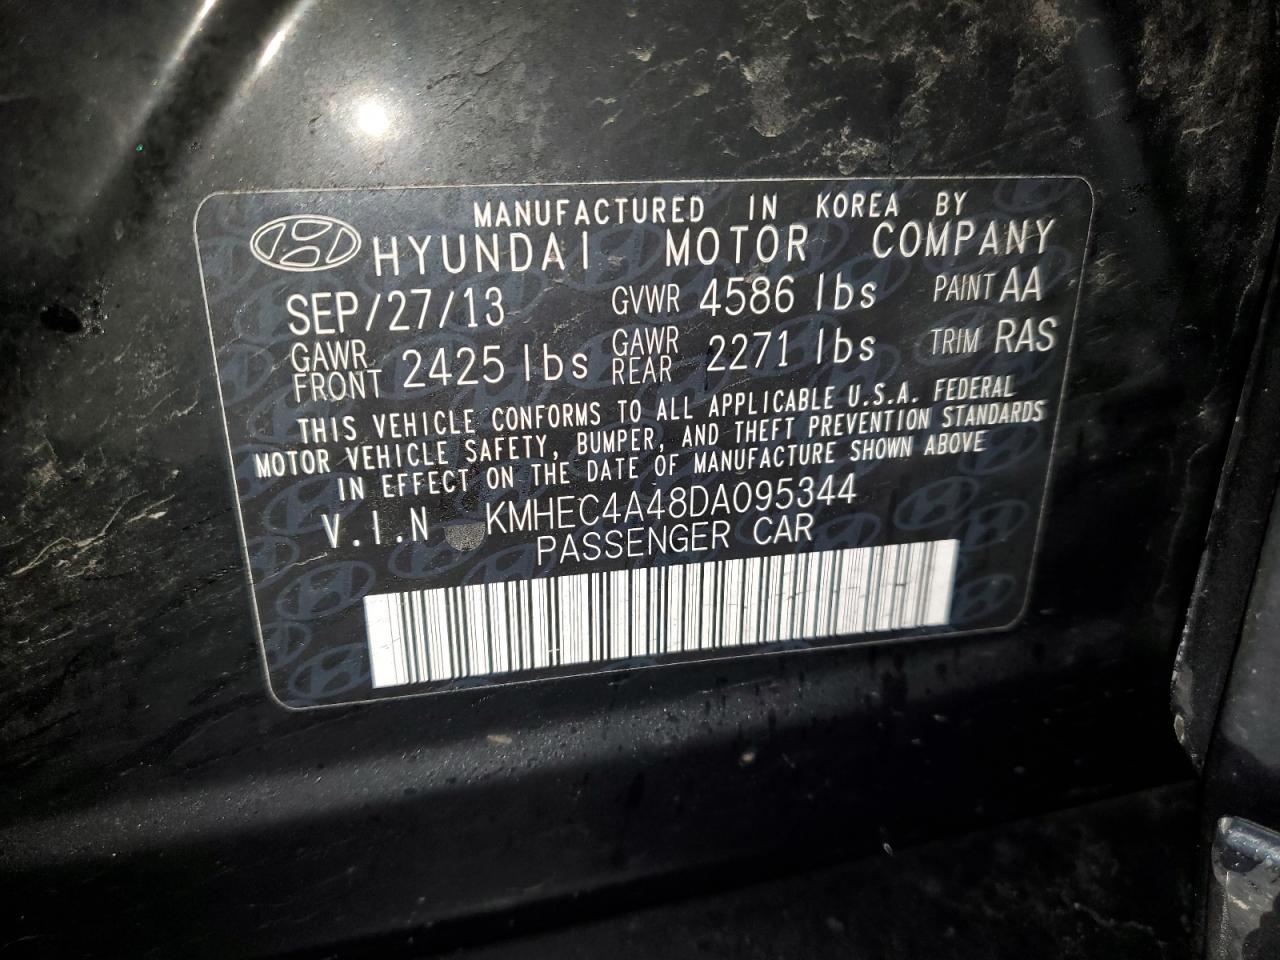 MANUFACTURED IN KOREA BY
HYUNDAI MOTOR COMPANY
SEP/27/13 GVWR 4586 lbs PAINT AA
GAWR FRONT 2425 lbs GAWR REAR 2271 lbs TRIM RAS
THIS VEHICLE CONFORMS TO ALL APPLICABLE U.S.A. FEDERAL
MOTOR VEHICLE SAFETY, BUMPER, AND THEFT PREVENTION STANDARDS
IN EFFECT ON THE DATE OF MANUFACTURE SHOWN ABOVE
V.I.N KMHEC4A48DA095344
PASSENGER CAR